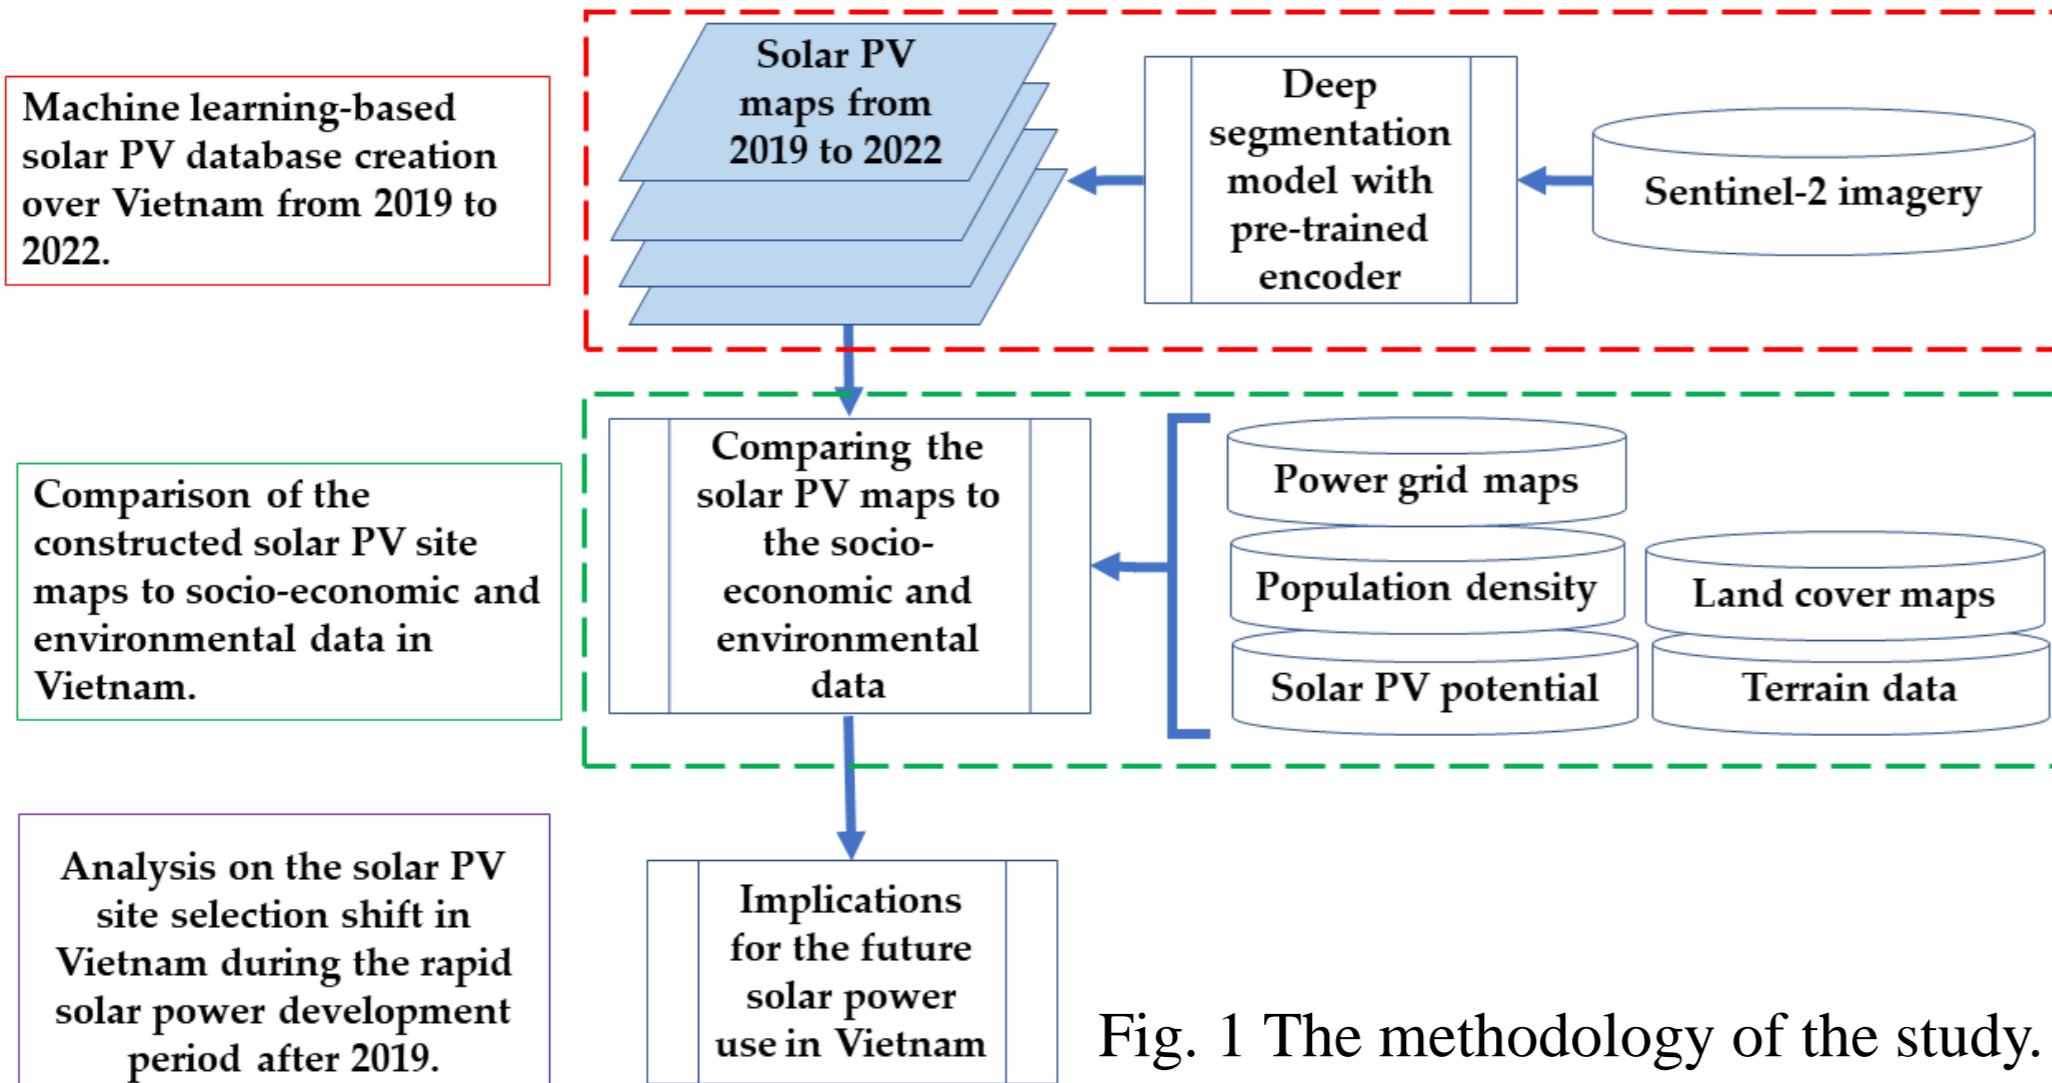 Machine learning-based
solar PV database creation
over Vietnam from 2019 to
2022.
Solar PV
maps from
2019 to 2022
Deep
segmentation
model with
pre-trained
encoder
Sentinel-2 imagery
Comparison of the
constructed solar PV site
maps to socio-economic and
environmental data in
Vietnam.
Comparing the
solar PV maps to
the socio-
economic and
environmental
data
Power grid maps
Population density
Solar PV potential
Land cover maps
Terrain data
Analysis on the solar PV
site selection shift in
Vietnam during the rapid
solar power development
period after 2019.
Implications
for the future
solar power
use in Vietnam
Fig. 1 The methodology of the study.